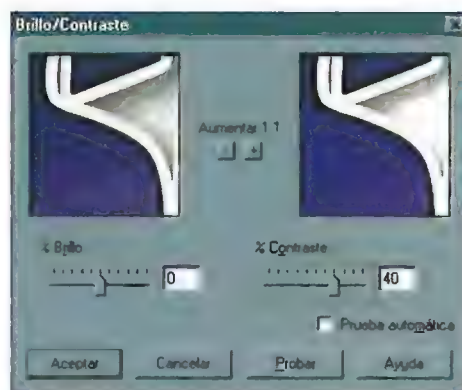 Brillo/Contraste
Aumentar 1:1
- +
% Brillo
% Contraste
0
40
Prueba automática
Aceptar Cancelar Probar Ayuda